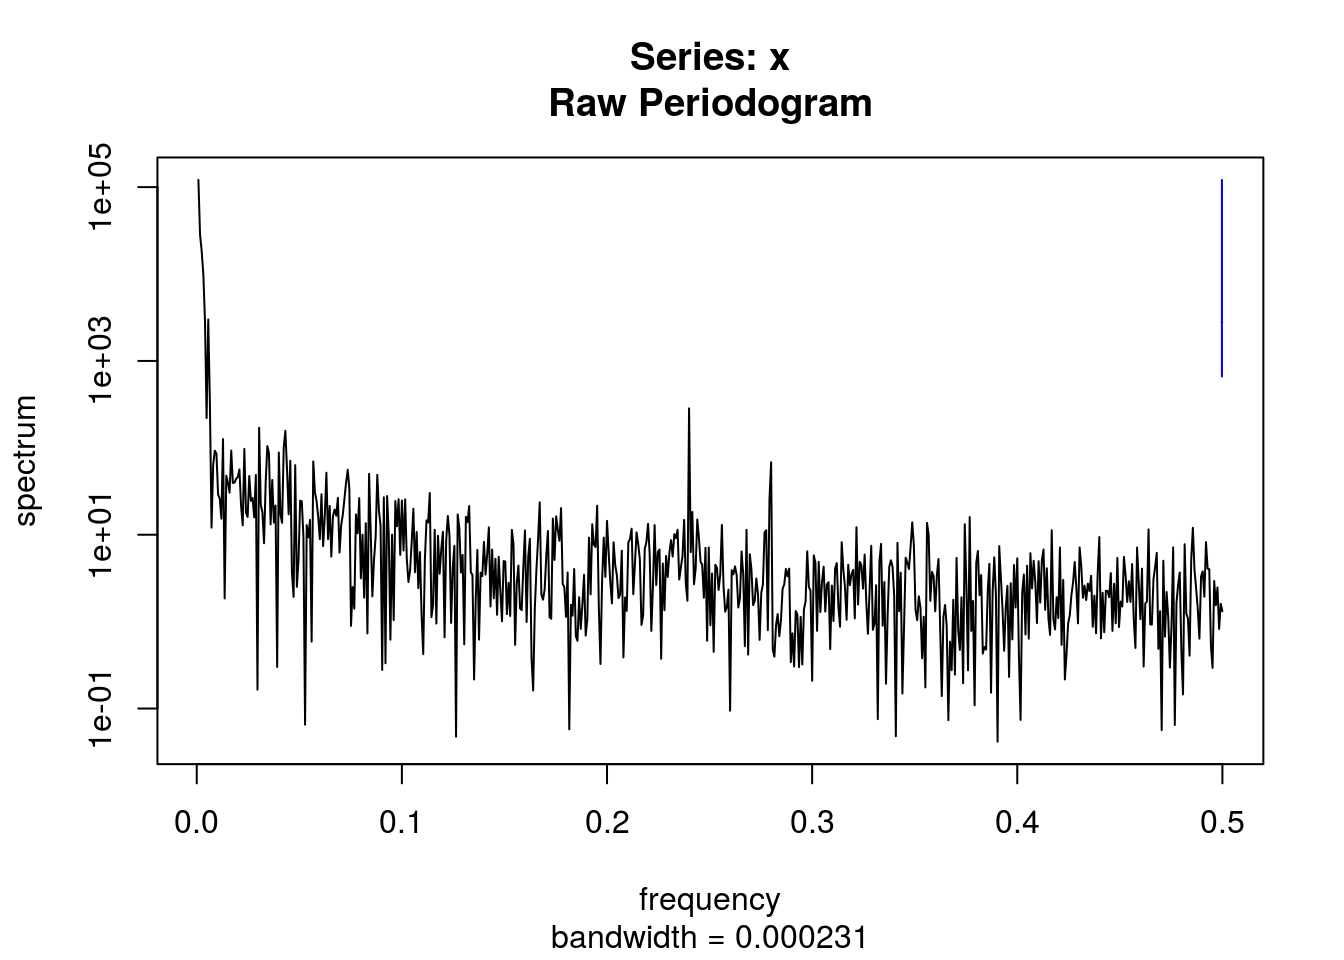 Series: x
Raw Periodogram
spectrum
1e+05
1e+03
1e+01
1e-01
0.0 0.1 0.2 0.3 0.4 0.5
frequency
bandwidth = 0.000231